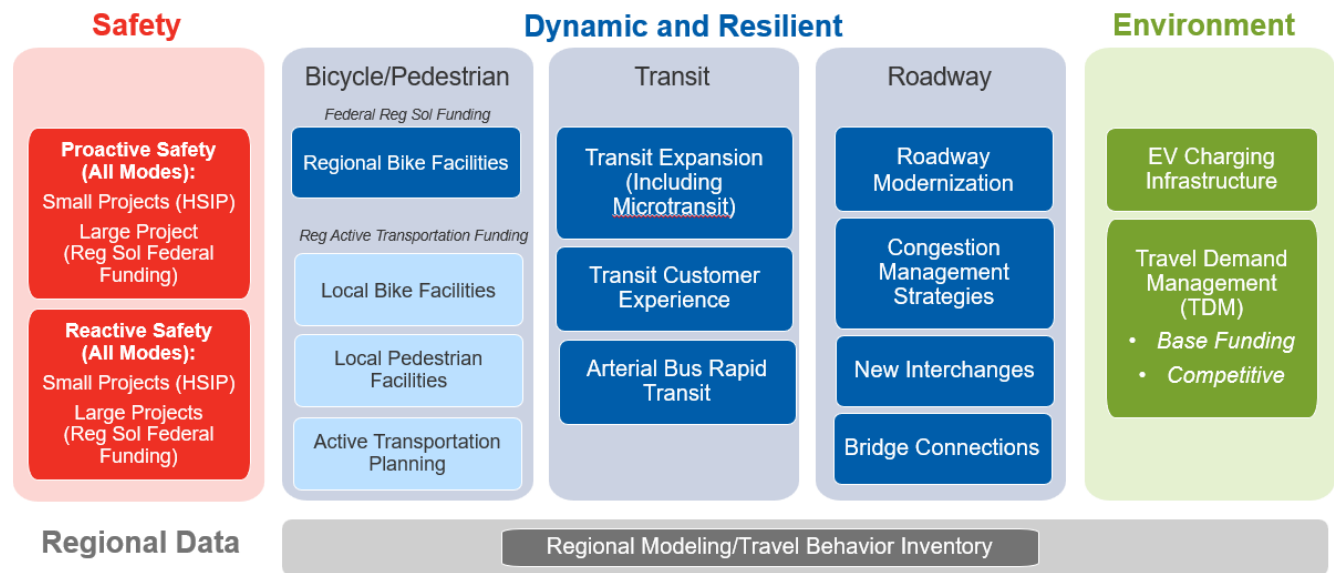 Safety
Dynamic and Resilient
Environment
Proactive Safety
(All Modes):
Small Projects (HSIP)
Large Project
(Reg Sol Federal
Funding)
Reactive Safety
(All Modes):
Small Projects (HSIP)
Large Projects
(Reg Sol Federal
Funding)
Bicycle/Pedestrian
Federal Reg Sol Funding
Regional Bike Facilities
Reg Active Transportation Funding
Local Bike Facilities
Local Pedestrian
Facilities
Active Transportation
Planning
Transit
Transit Expansion
(Including
Microtransit)
Transit Customer
Experience
Arterial Bus Rapid
Transit
Roadway
Roadway
Modernization
Congestion
Management
Strategies
New Interchanges
Bridge Connections
EV Charging
Infrastructure
Travel Demand
Management
(TDM)
• Base Funding
• Competitive
Regional Data
Regional Modeling/Travel Behavior Inventory